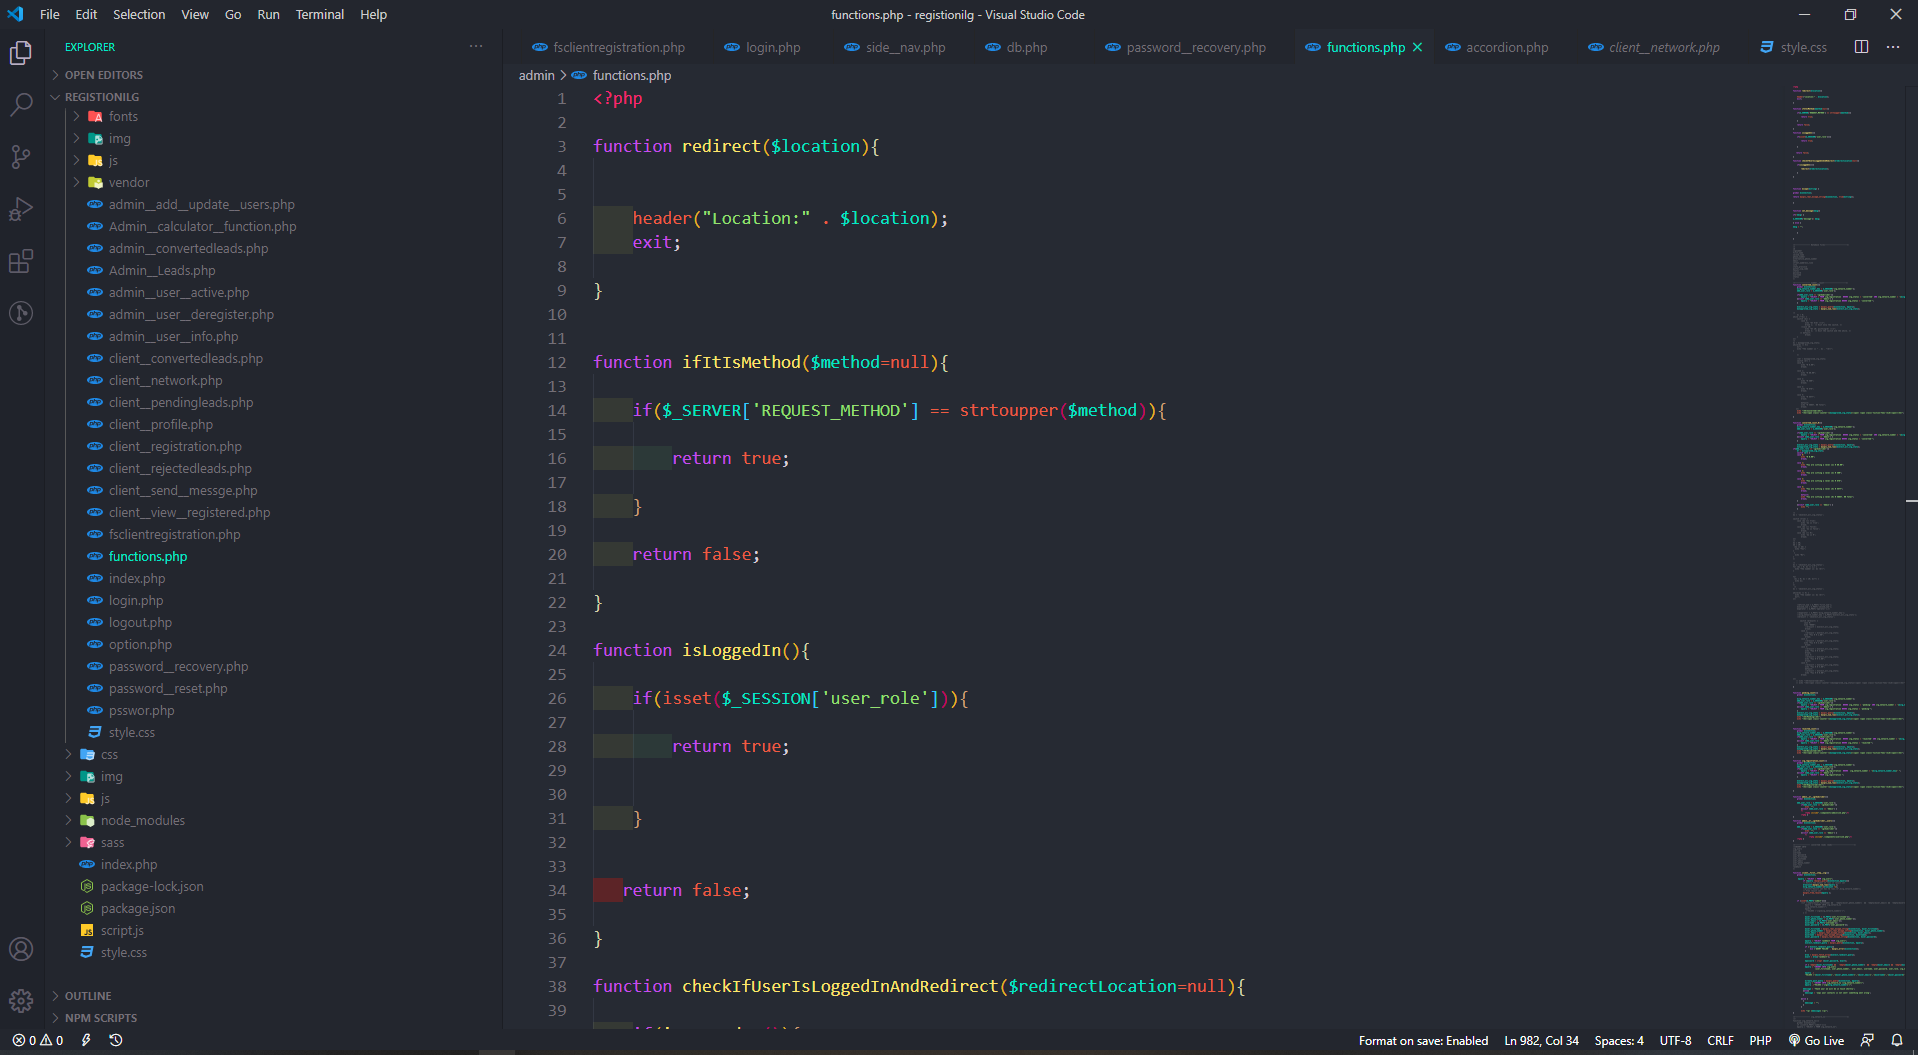 File Edit Selection View Go Run Terminal Help
functions.php - registionilg - Visual Studio Code
EXPLORER
OPEN EDITORS
REGISTIONILG
fonts
img
js
vendor
admin__add__update__users.php
Admin__calculator__function.php
admin__convertedleads.php
Admin__Leads.php
admin__user__active.php
admin__user__deregister.php
admin__user__info.php
client__convertedleads.php
client__network.php
client__pendingleads.php
client__profile.php
client__registration.php
client__rejectedleads.php
client__send__messge.php
client__view__registered.php
fsclientregistration.php
functions.php
index.php
login.php
logout.php
option.php
password__recovery.php
password__reset.php
psswor.php
style.css
css
img
js
node_modules
sass
index.php
package-lock.json
package.json
script.js
style.css
OUTLINE
NPM SCRIPTS
fsclientregistration.php login.php side__nav.php db.php password__recovery.php functions.php accordion.php client__network.php style.css
admin > functions.php
1 <?php
2
3 function redirect($location){
4
5
6 header("Location:" . $location);
7 exit;
8
9 }
10
11
12 function ifItIsMethod($method=null){
13
14 if($_SERVER['REQUEST_METHOD'] == strtoupper($method)){
15
16 return true;
17
18 }
19
20 return false;
21
22 }
23
24 function isLoggedIn(){
25
26 if(isset($_SESSION['user_role'])){
27
28 return true;
29
30
31 }
32
33
34 return false;
35
36 }
37
38 function checkIfUserIsLoggedInAndRedirect($redirectLocation=null){
39
0 0 Format on save: Enabled Ln 982, Col 34 Spaces: 4 UTF-8 CRLF PHP Go Live